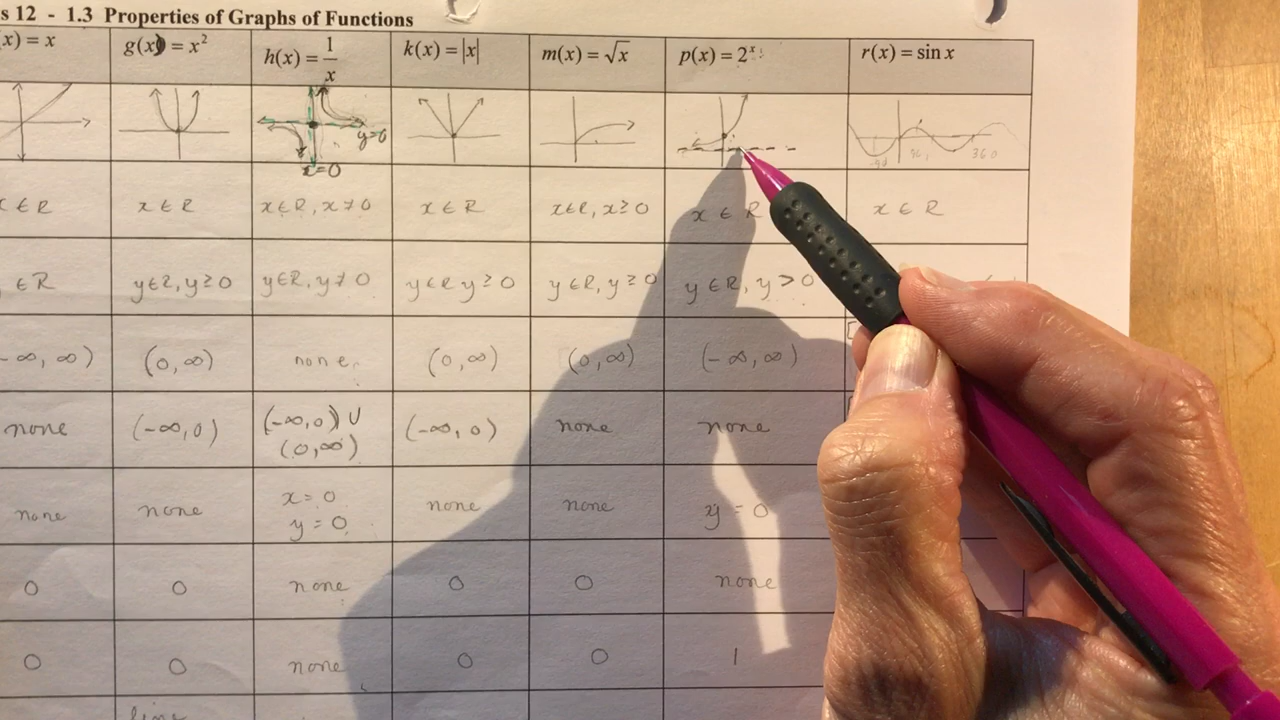 s 12 - 1.3 Properties of Graphs of Functions
x) = x g(x) = x² h(x) = 1/x k(x) = |x| m(x) = √x p(x) = 2ˣ r(x) = sin x
y=0
x=0
-90
360
x ∈ R x ∈ R x∈R, x≠0 x ∈ R x∈R, x≥0 x ∈ R x ∈ R
∈ R y∈R, y≥0 y∈R, y≠0 y∈R y≥0 y∈R, y≥0 y∈R, y>0
-∞, ∞) (0, ∞) none (0, ∞) (0, ∞) (-∞, ∞)
none (-∞, 0) (-∞, 0) ∪ (-∞, 0) none none
(0, ∞)
none none x = 0 none none y = 0
y = 0
0 0 none 0 0 none
0 0 none 0 0 1
line